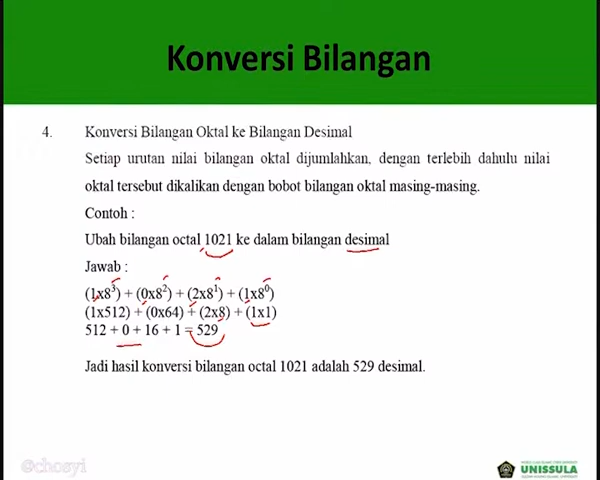 Konversi Bilangan
4. Konversi Bilangan Oktal ke Bilangan Desimal
Setiap urutan nilai bilangan oktal dijumlahkan, dengan terlebih dahulu nilai
oktal tersebut dikalikan dengan bobot bilangan oktal masing-masing.
Contoh :
Ubah bilangan octal 1021 ke dalam bilangan desimal
Jawab :
(1x8³) + (0x8²) + (2x8¹) + (1x8⁰)
(1x512) + (0x64) + (2x8) + (1x1)
512 + 0 + 16 + 1 = 529
Jadi hasil konversi bilangan octal 1021 adalah 529 desimal.
@chosyi
UNISSULA